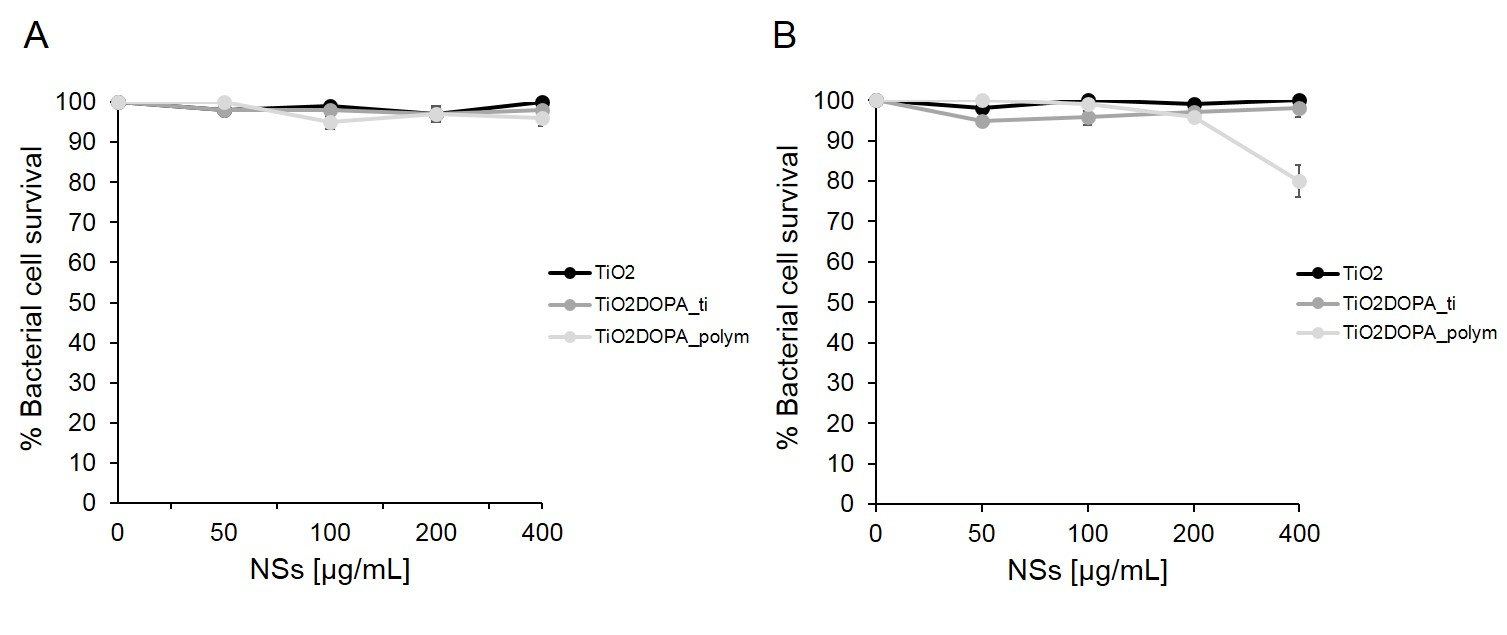 A
% Bacterial cell survival
100
90
80
70
60
50
40
30
20
10
0
0 50 100 200 400
NSs [µg/mL]
TiO2
TiO2DOPA_ti
TiO2DOPA_polym
B
% Bacterial cell survival
100
90
80
70
60
50
40
30
20
10
0
0 50 100 200 400
NSs [µg/mL]
TiO2
TiO2DOPA_ti
TiO2DOPA_polym